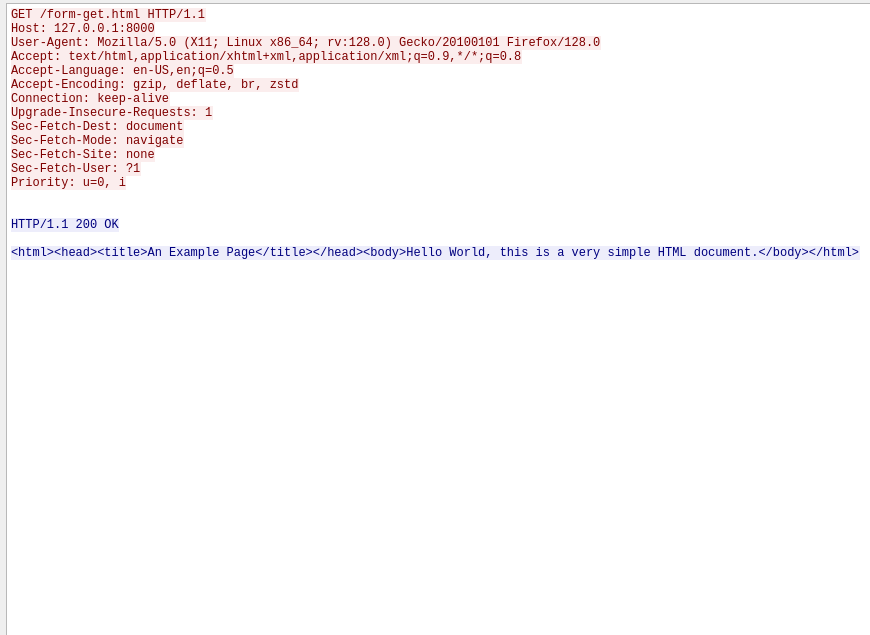 GET /form-get.html HTTP/1.1
Host: 127.0.0.1:8000
User-Agent: Mozilla/5.0 (X11; Linux x86_64; rv:128.0) Gecko/20100101 Firefox/128.0
Accept: text/html,application/xhtml+xml,application/xml;q=0.9,*/*;q=0.8
Accept-Language: en-US,en;q=0.5
Accept-Encoding: gzip, deflate, br, zstd
Connection: keep-alive
Upgrade-Insecure-Requests: 1
Sec-Fetch-Dest: document
Sec-Fetch-Mode: navigate
Sec-Fetch-Site: none
Sec-Fetch-User: ?1
Priority: u=0, i
HTTP/1.1 200 OK
<html><head><title>An Example Page</title></head><body>Hello World, this is a very simple HTML document.</body></html>